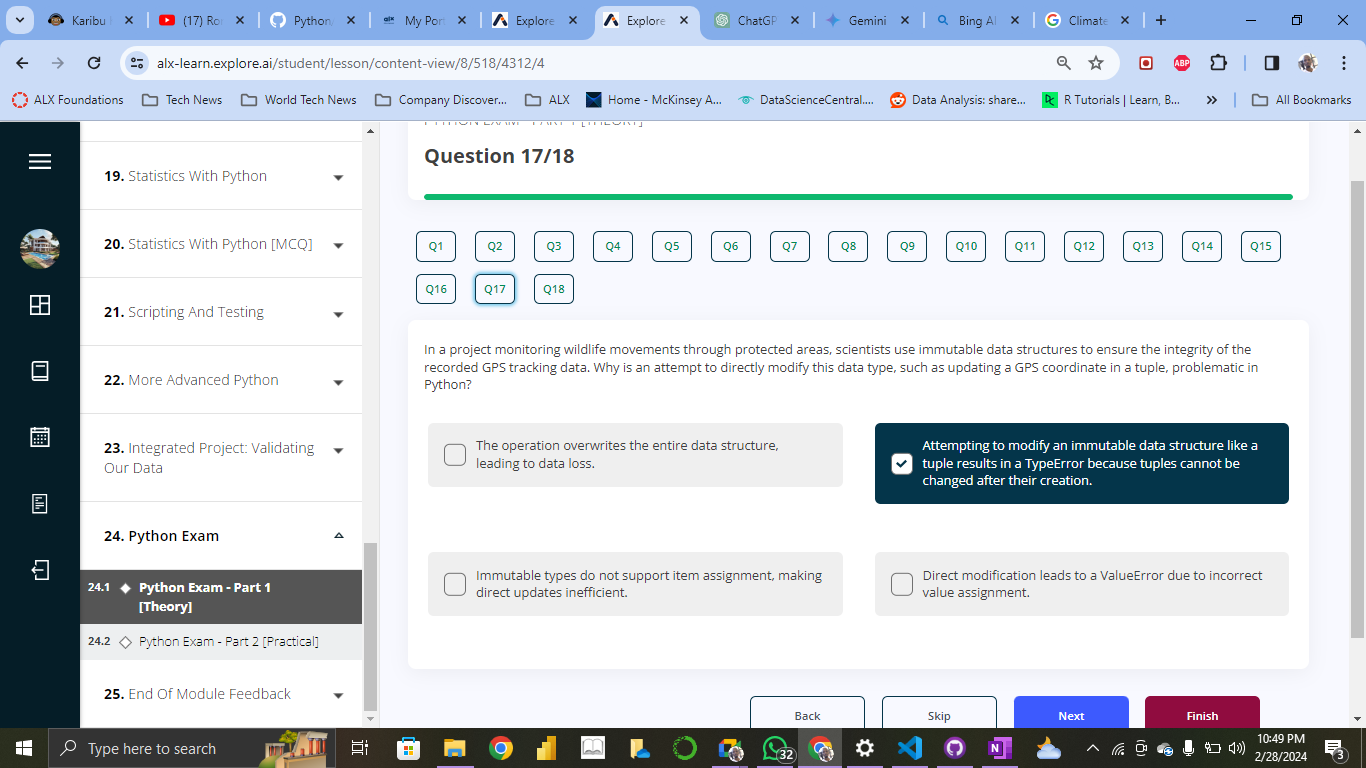 Karibu
(17) Ro
Python
My Por
Explore
Explore
ChatGP
Gemini
Bing AI
Climate
alx-learn.explore.ai/student/lesson/content-view/8/518/4312/4
ABP
ALX Foundations
Tech News
World Tech News
Company Discover...
ALX
Home - McKinsey A...
DataScienceCentral....
Data Analysis: share...
R Tutorials | Learn, B...
All Bookmarks
19. Statistics With Python
20. Statistics With Python [MCQ]
21. Scripting And Testing
22. More Advanced Python
23. Integrated Project: Validating
Our Data
24. Python Exam
24.1 Python Exam - Part 1
[Theory]
24.2 Python Exam - Part 2 [Practical]
25. End Of Module Feedback
PYTHON EXAM - PART 1 [THEORY]
Question 17/18
Q1
Q2
Q3
Q4
Q5
Q6
Q7
Q8
Q9
Q10
Q11
Q12
Q13
Q14
Q15
Q16
Q17
Q18
In a project monitoring wildlife movements through protected areas, scientists use immutable data structures to ensure the integrity of the
recorded GPS tracking data. Why is an attempt to directly modify this data type, such as updating a GPS coordinate in a tuple, problematic in
Python?
The operation overwrites the entire data structure,
leading to data loss.
Attempting to modify an immutable data structure like a
tuple results in a TypeError because tuples cannot be
changed after their creation.
Immutable types do not support item assignment, making
direct updates inefficient.
Direct modification leads to a ValueError due to incorrect
value assignment.
Back
Skip
Next
Finish
Type here to search
32
10:49 PM
2/28/2024
3